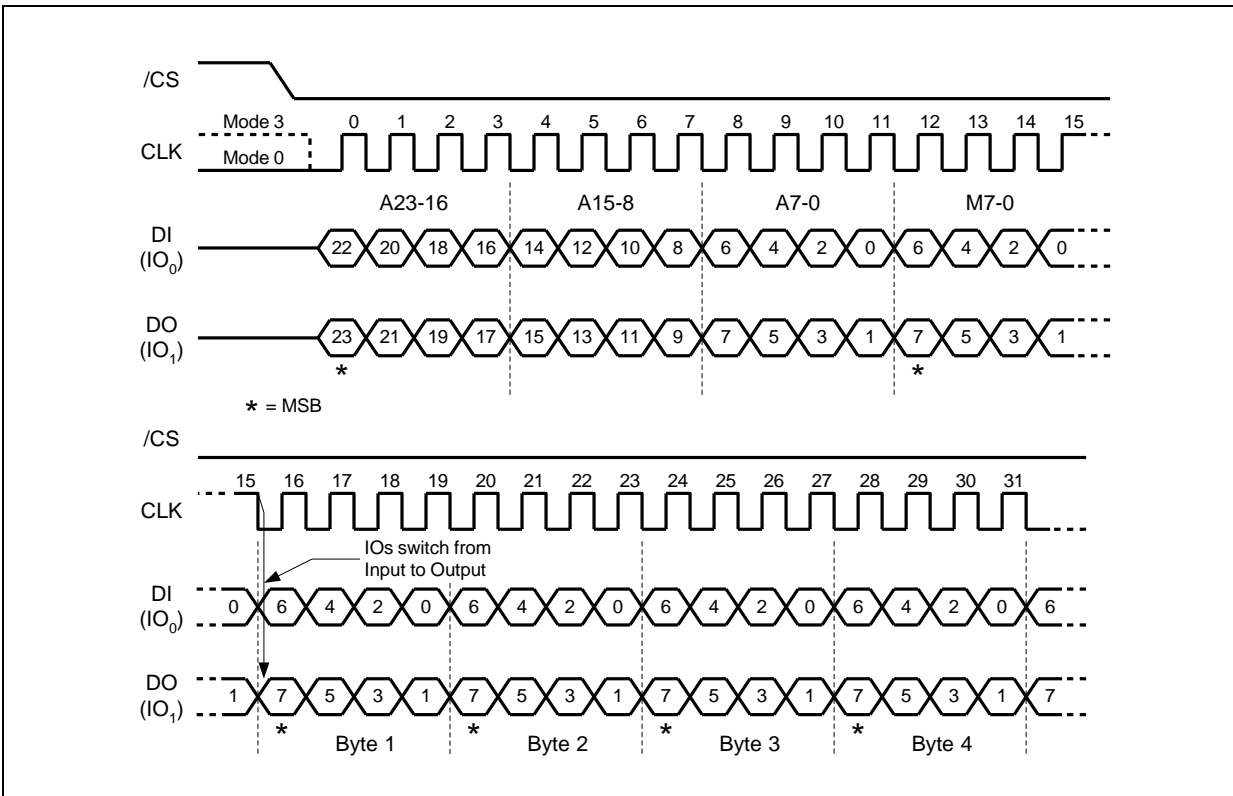 /CS
Mode 3 0 1 2 3 4 5 6 7 8 9 10 11 12 13 14 15
CLK
Mode 0
A23-16 A15-8 A7-0 M7-0
DI
(IO0) 22 20 18 16 14 12 10 8 6 4 2 0 6 4 2 0
DO
(IO1) 23 21 19 17 15 13 11 9 7 5 3 1 7 5 3 1
* *
* = MSB
/CS
15 16 17 18 19 20 21 22 23 24 25 26 27 28 29 30 31
CLK
IOs switch from
Input to Output
DI
(IO0) 0 6 4 2 0 6 4 2 0 6 4 2 0 6 4 2 0 6
DO
(IO1) 1 7 5 3 1 7 5 3 1 7 5 3 1 7 5 3 1 7
* * * *
Byte 1 Byte 2 Byte 3 Byte 4